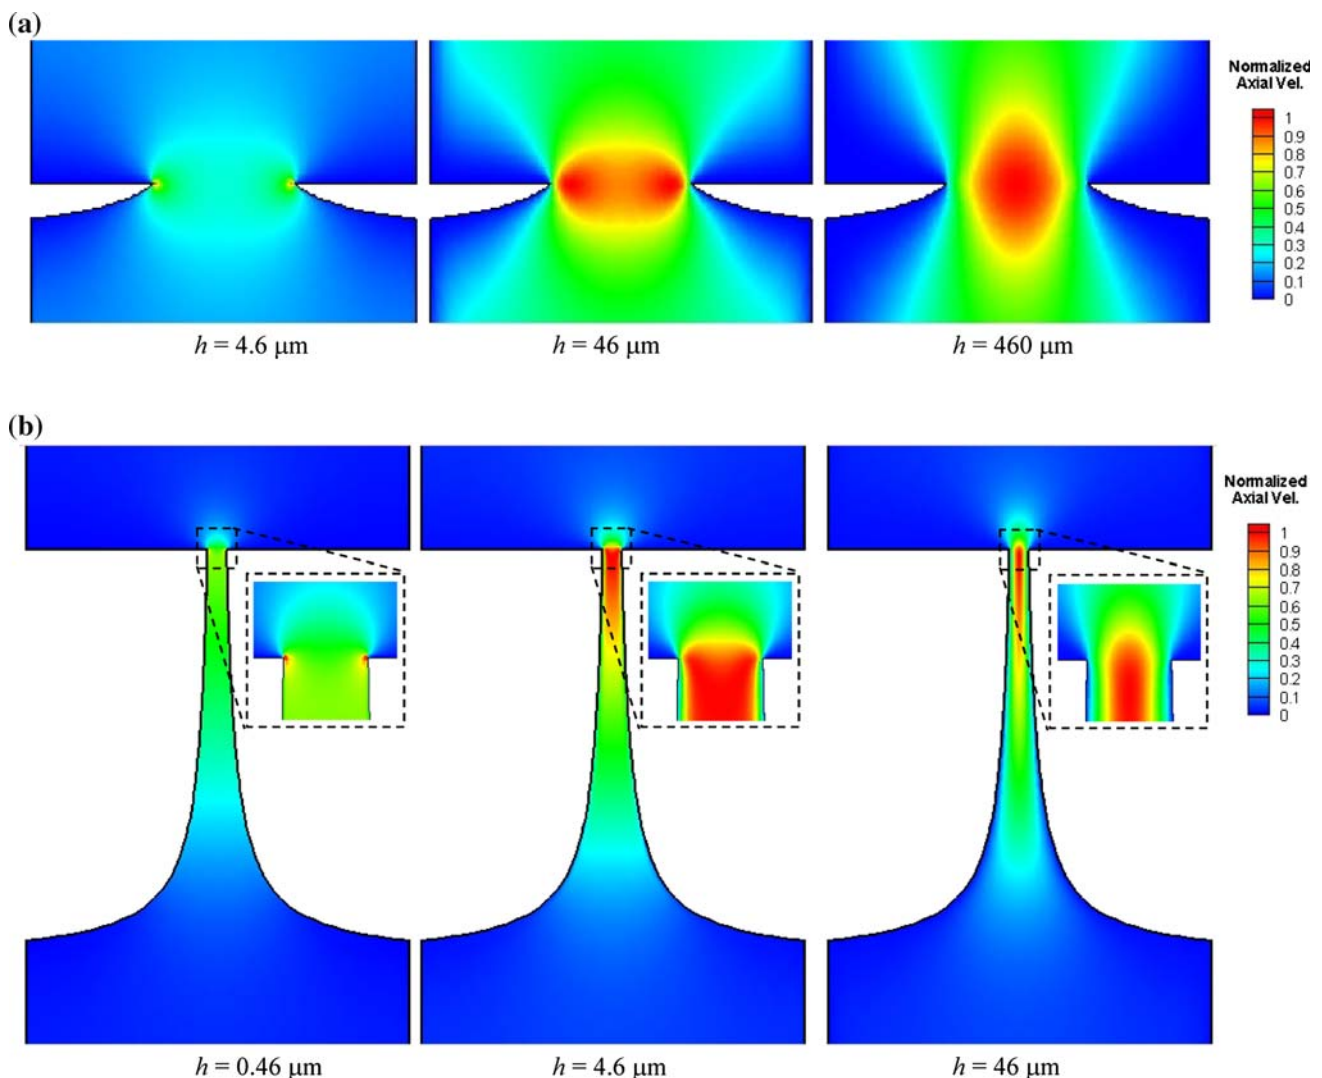 (a)
Normalized
Axial Vel.
1
0.9
0.8
0.7
0.6
0.5
0.4
0.3
0.2
0.1
0
h = 4.6 μm
h = 46 μm
h = 460 μm
(b)
Normalized
Axial Vel.
1
0.9
0.8
0.7
0.6
0.5
0.4
0.3
0.2
0.1
0
h = 0.46 μm
h = 4.6 μm
h = 46 μm